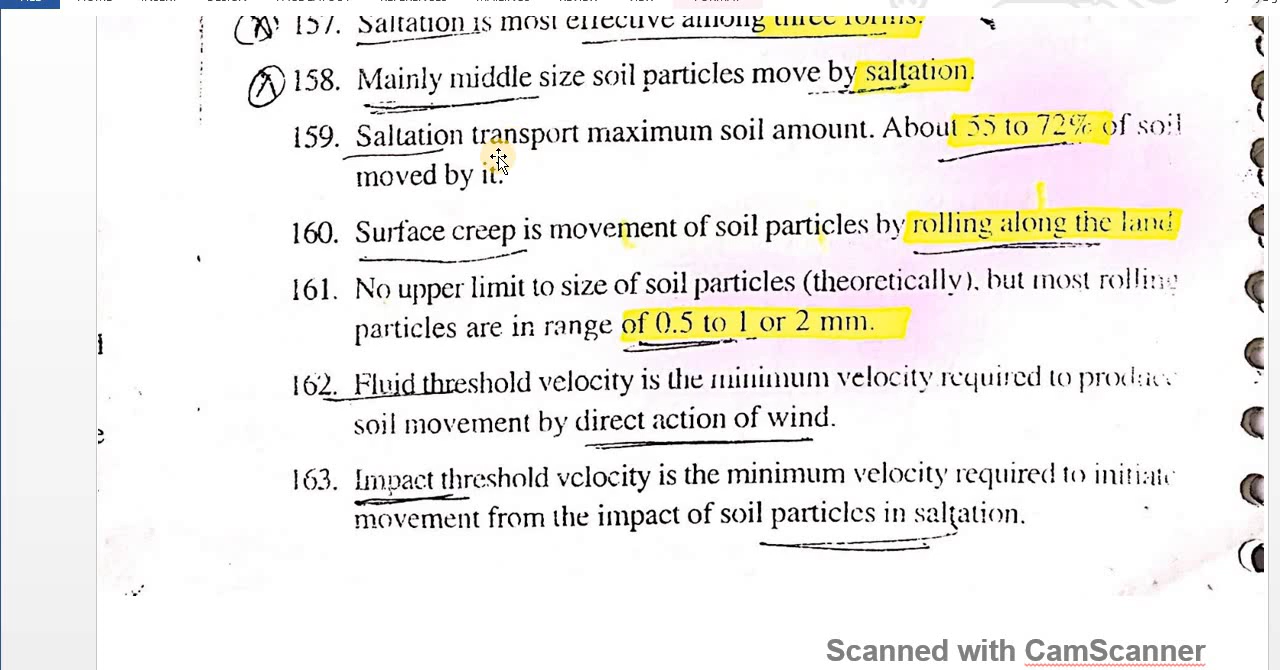 157. Saltation is most effective among three forms.
158. Mainly middle size soil particles move by saltation.
159. Saltation transport maximum soil amount. About 55 to 72% of soil
moved by it.
160. Surface creep is movement of soil particles by rolling along the land
161. No upper limit to size of soil particles (theoretically), but most rolling
particles are in range of 0.5 to 1 or 2 mm.
162. Fluid threshold velocity is the minimum velocity required to produce
soil movement by direct action of wind.
163. Impact threshold velocity is the minimum velocity required to initiate
movement from the impact of soil particles in saltation.
Scanned with CamScanner